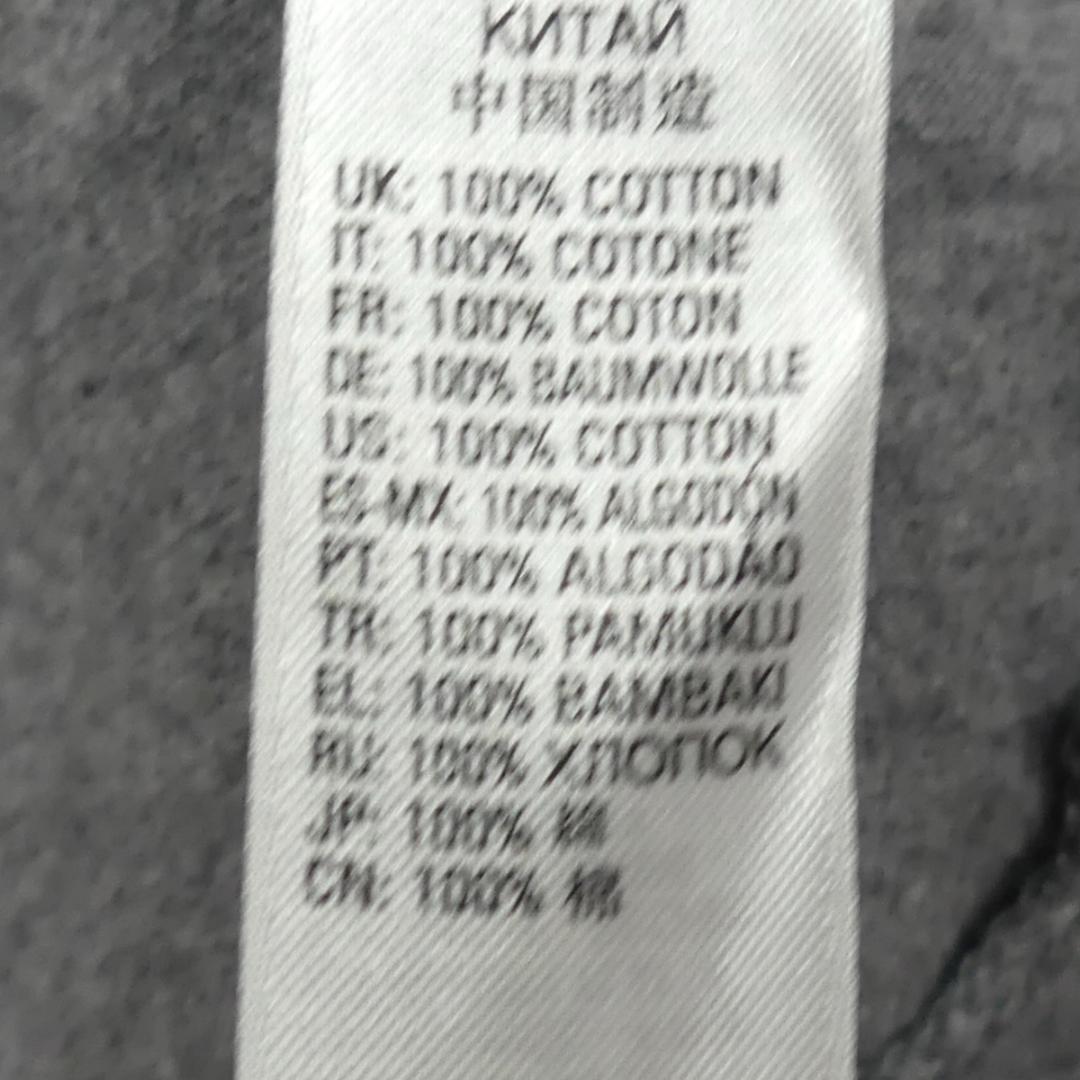 КИТАЙ
中国制造
UK: 100% COTTON
IT: 100% COTONE
FR: 100% COTON
DE: 100% BAUMWOLLE
US: 100% COTTON
ES-MX: 100% ALGODÓN
PT: 100% ALGODÃO
TR: 100% PAMUKLU
EL: 100% BAMBAKI
RU: 100% ХЛОПОК
JP: 100% 綿
CN: 100% 棉